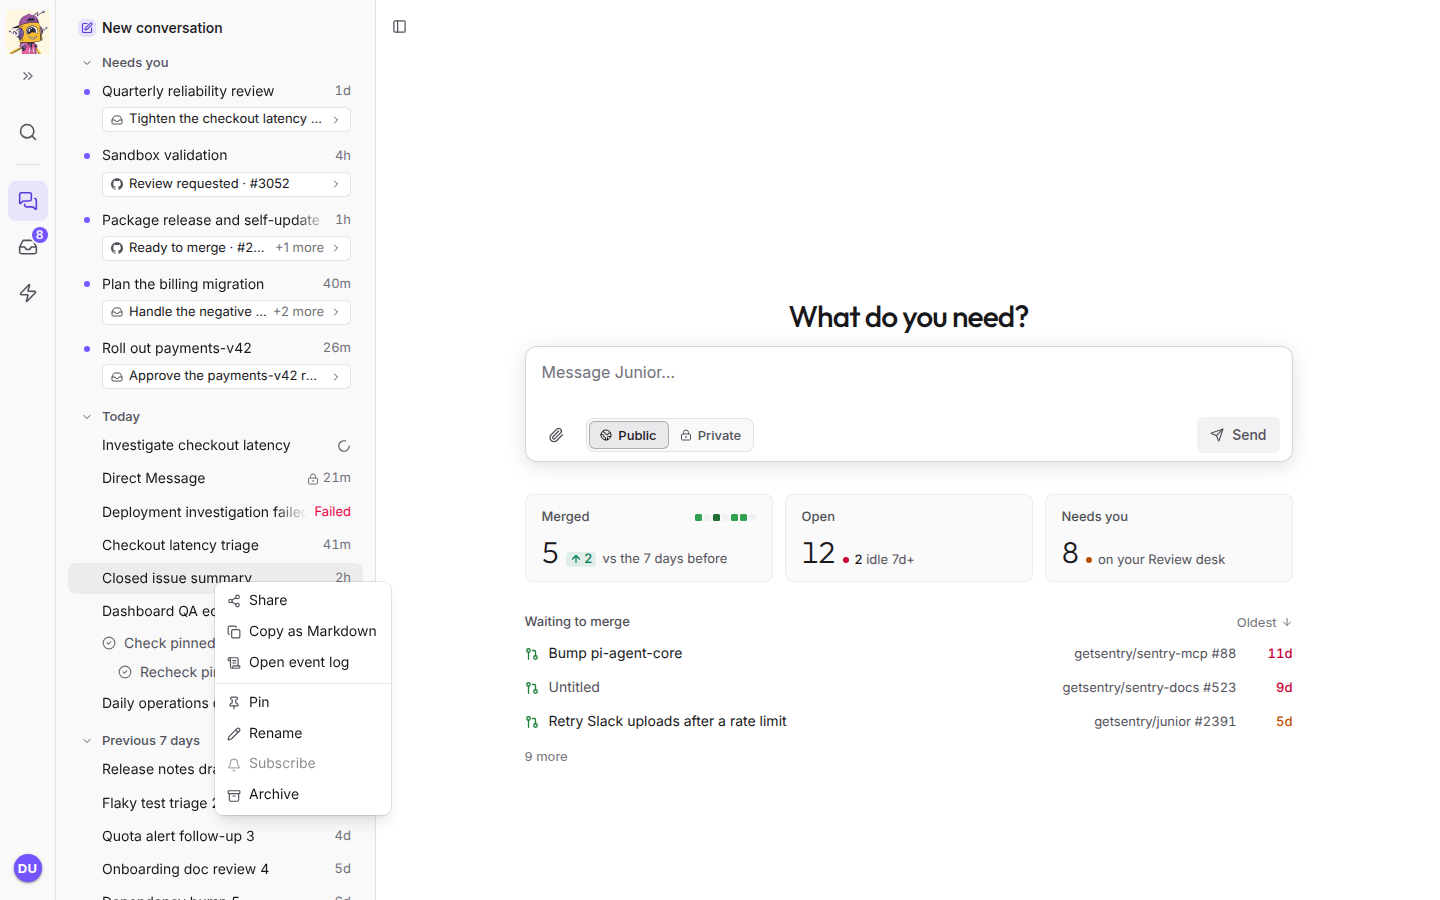 New conversation
Needs you
Quarterly reliability review 1d
Tighten the checkout latency ...
Sandbox validation 4h
Review requested · #3052
Package release and self-update 1h
Ready to merge · #2... +1 more
Plan the billing migration 40m
Handle the negative ... +2 more
Roll out payments-v42 26m
Approve the payments-v42 r...
Today
Investigate checkout latency
Direct Message 21m
Deployment investigation failed Failed
Checkout latency triage 41m
Closed issue summary 2h
Dashboard QA
Check pinned
Recheck
Daily operations
Previous 7 days
Release notes
Flaky test triage
Quota alert follow-up 3 4d
Onboarding doc review 4 5d
Share
Copy as Markdown
Open event log
Pin
Rename
Subscribe
Archive
8
DU
What do you need?
Message Junior...
Public Private Send
Merged
5 2 vs the 7 days before
Open
12 2 idle 7d+
Needs you
8 on your Review desk
Waiting to merge Oldest
Bump pi-agent-core getsentry/sentry-mcp #88 11d
Untitled getsentry/sentry-docs #523 9d
Retry Slack uploads after a rate limit getsentry/junior #2391 5d
9 more